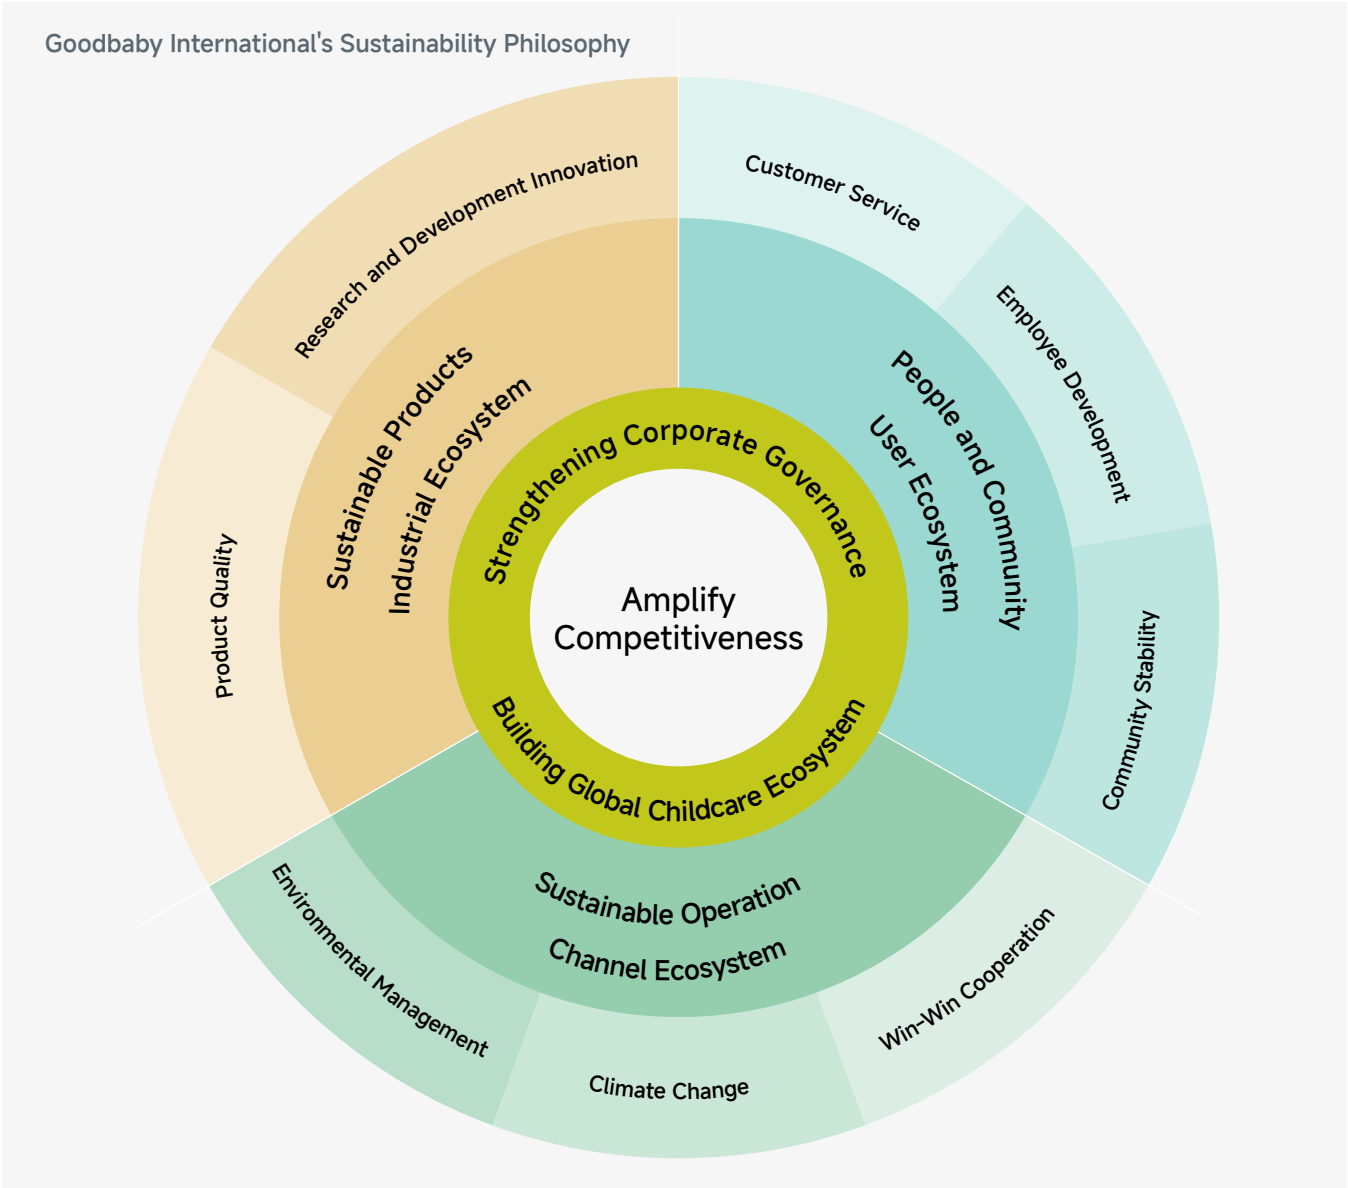 Goodbaby International's Sustainability Philosophy
Research and Development Innovation
Customer Service
Employee Development
Sustainable Products
Industrial Ecosystem
People and Community
User Ecosystem
Strengthening Corporate Governance
Product Quality
Amplify
Competitiveness
Community Stability
Building Global Childcare Ecosystem
Sustainable Operation
Channel Ecosystem
Environmental Management
Climate Change
Win-Win Cooperation